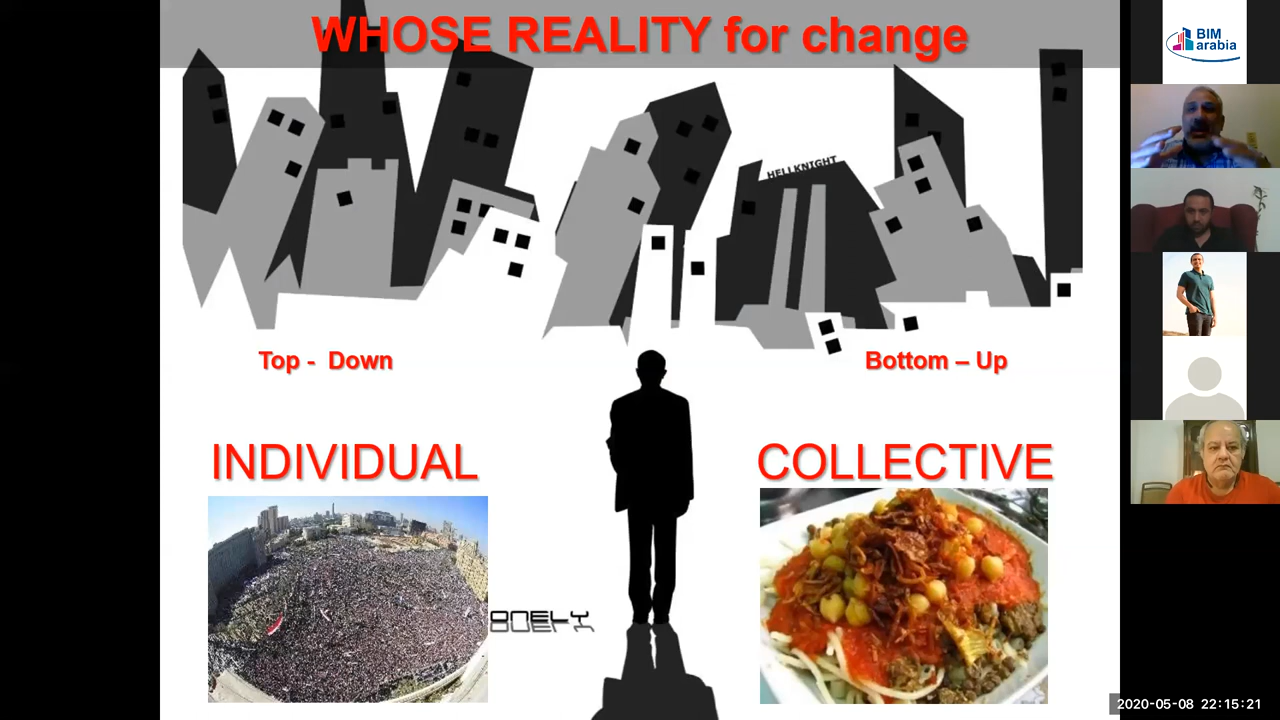 WHOSE REALITY for change
BIM
arabia
HELLKNIGHT
Top - Down
Bottom – Up
INDIVIDUAL
COLLECTIVE
2020-05-08 22:15:21